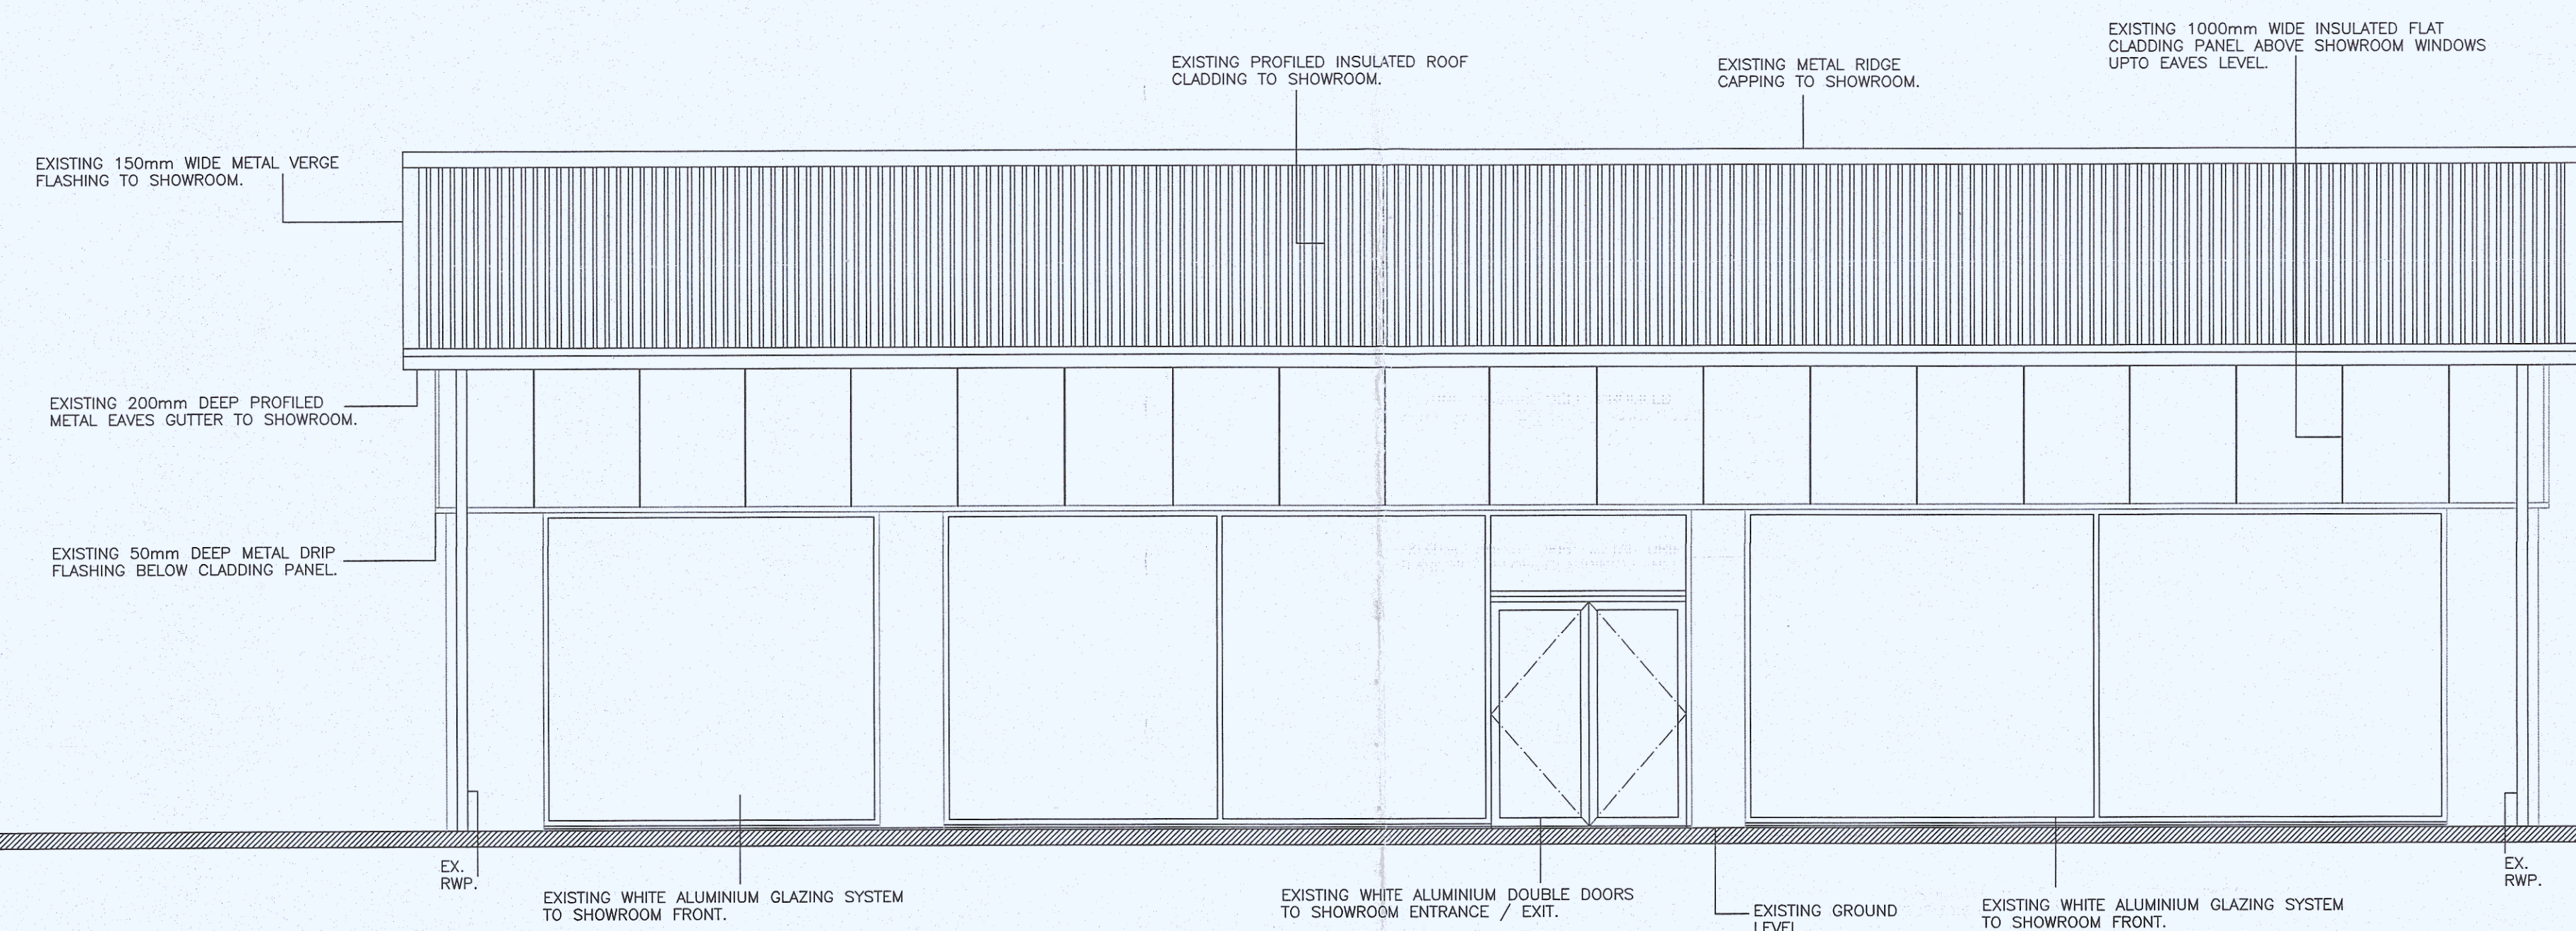 EXISTING 1000mm WIDE INSULATED FLAT
CLADDING PANEL ABOVE SHOWROOM WINDOWS
UPTO EAVES LEVEL.
EXISTING PROFILED INSULATED ROOF
CLADDING TO SHOWROOM.
EXISTING METAL RIDGE
CAPPING TO SHOWROOM.
EXISTING 150mm WIDE METAL VERGE
FLASHING TO SHOWROOM.
EXISTING 200mm DEEP PROFILED
METAL EAVES GUTTER TO SHOWROOM.
EXISTING 50mm DEEP METAL DRIP
FLASHING BELOW CLADDING PANEL.
EX.
RWP.
EXISTING WHITE ALUMINIUM GLAZING SYSTEM
TO SHOWROOM FRONT.
EXISTING WHITE ALUMINIUM DOUBLE DOORS
TO SHOWROOM ENTRANCE / EXIT.
EXISTING GROUND
LEVEL
EXISTING WHITE ALUMINIUM GLAZING SYSTEM
TO SHOWROOM FRONT.
EX.
RWP.